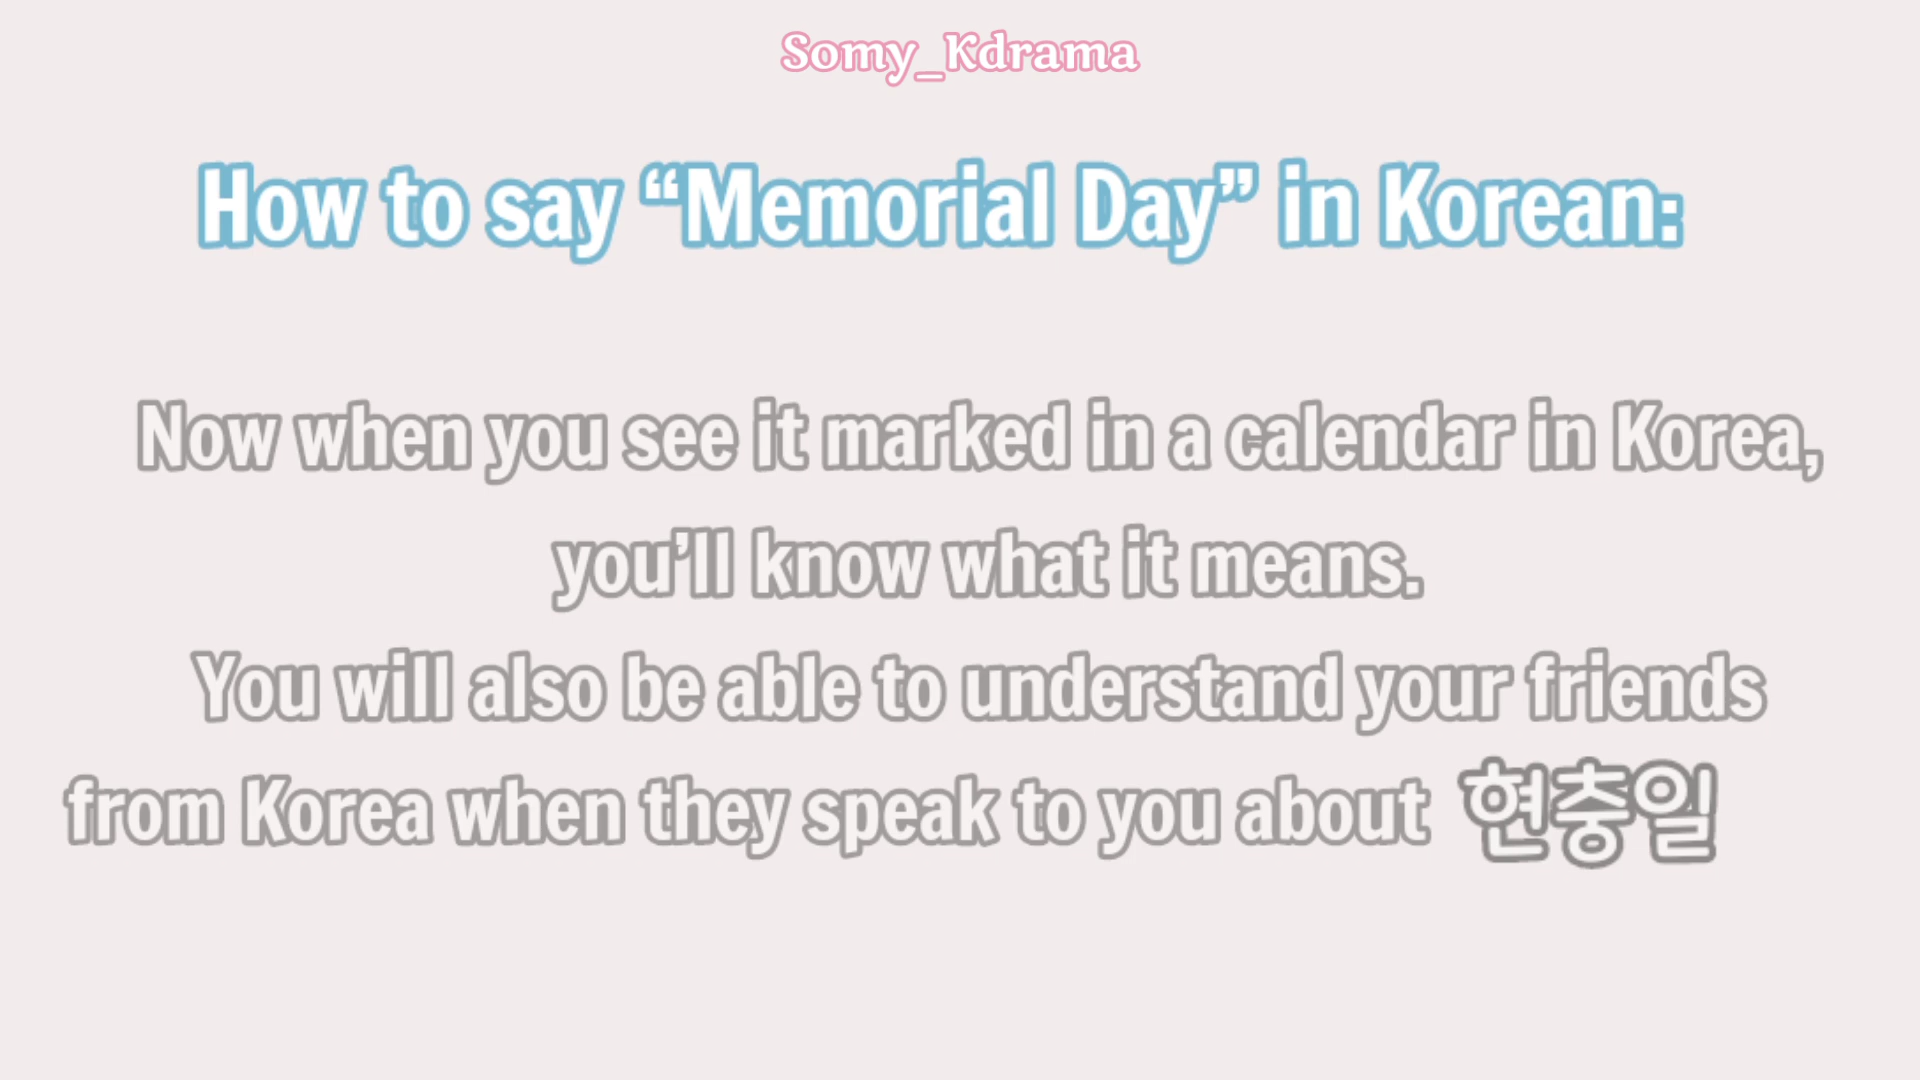 Somy_Kdrama
How to say “Memorial Day” in Korean:
Now when you see it marked in a calendar in Korea,
you’ll know what it means.
You will also be able to understand your friends
from Korea when they speak to you about 현충일